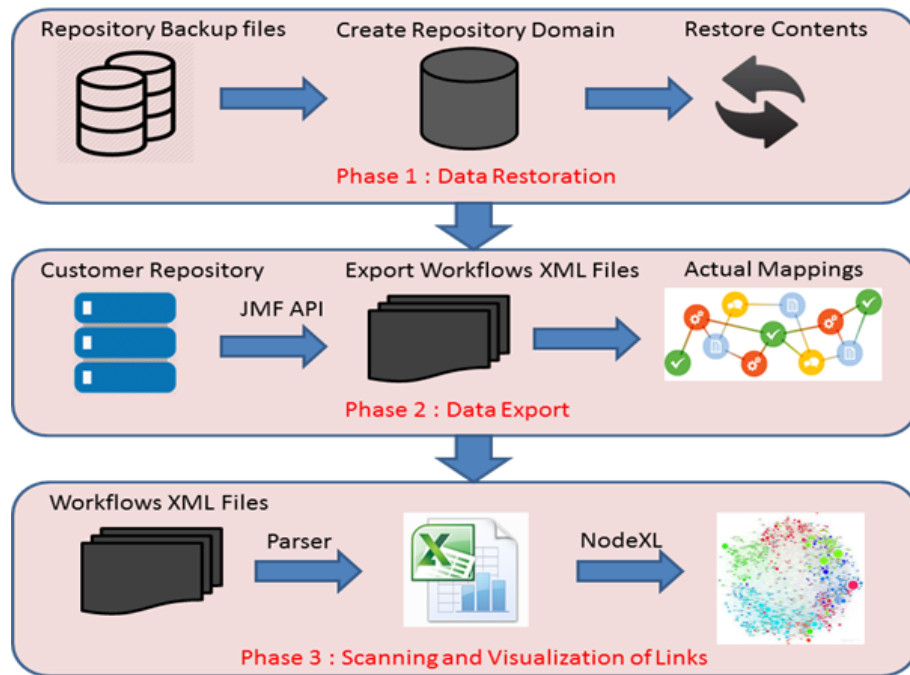 Repository Backup files
Create Repository Domain
Restore Contents
Phase 1 : Data Restoration
Customer Repository
JMF API
Export Workflows XML Files
Actual Mappings
Phase 2 : Data Export
Workflows XML Files
Parser
X
NodeXL
Phase 3 : Scanning and Visualization of Links